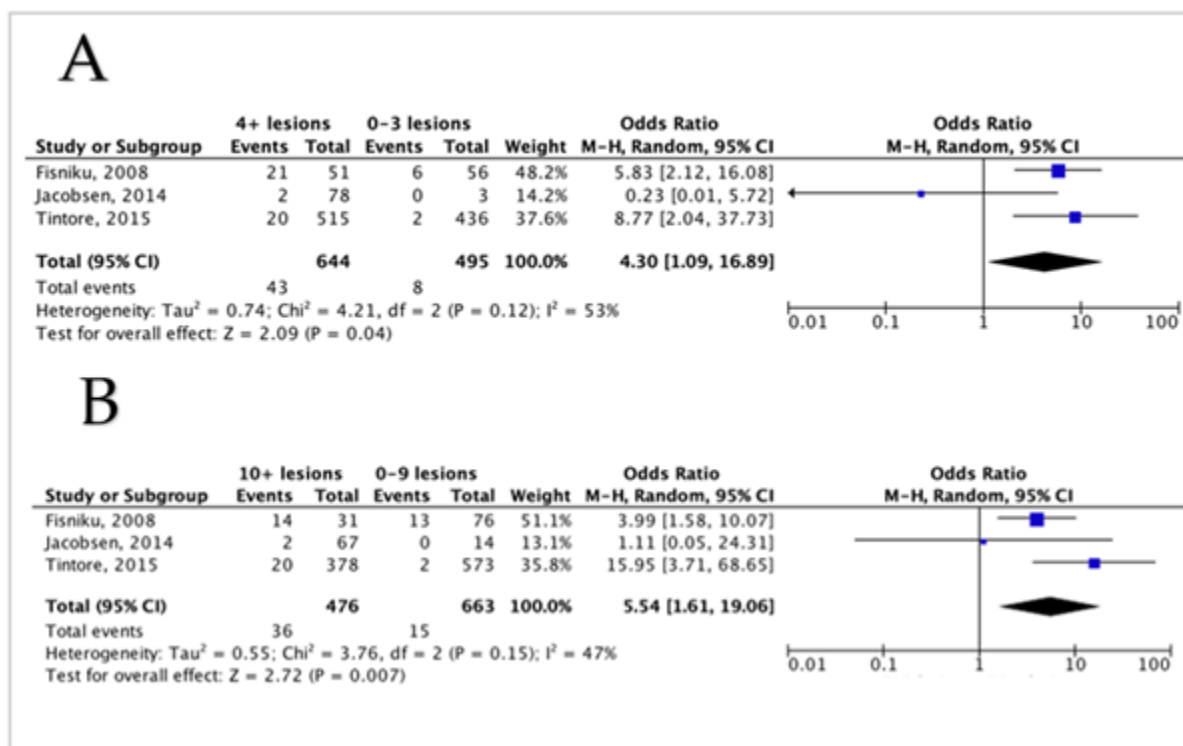 A
4+ lesions 0-3 lesions Odds Ratio Odds Ratio
Study or Subgroup Events Total Events Total Weight M-H, Random, 95% CI M-H, Random, 95% CI
Fisniku, 2008 21 51 6 56 48.2% 5.83 [2.12, 16.08]
Jacobsen, 2014 2 78 0 3 14.2% 0.23 [0.01, 5.72]
Tintore, 2015 20 515 2 436 37.6% 8.77 [2.04, 37.73]
Total (95% CI) 644 495 100.0% 4.30 [1.09, 16.89]
Total events 43 8
Heterogeneity: Tau² = 0.74; Chi² = 4.21, df = 2 (P = 0.12); I² = 53%
Test for overall effect: Z = 2.09 (P = 0.04)
0.01 0.1 1 10 100
B
10+ lesions 0-9 lesions Odds Ratio Odds Ratio
Study or Subgroup Events Total Events Total Weight M-H, Random, 95% CI M-H, Random, 95% CI
Fisniku, 2008 14 31 13 76 51.1% 3.99 [1.58, 10.07]
Jacobsen, 2014 2 67 0 14 13.1% 1.11 [0.05, 24.31]
Tintore, 2015 20 378 2 573 35.8% 15.95 [3.71, 68.65]
Total (95% CI) 476 663 100.0% 5.54 [1.61, 19.06]
Total events 36 15
Heterogeneity: Tau² = 0.55; Chi² = 3.76, df = 2 (P = 0.15); I² = 47%
Test for overall effect: Z = 2.72 (P = 0.007)
0.01 0.1 1 10 100